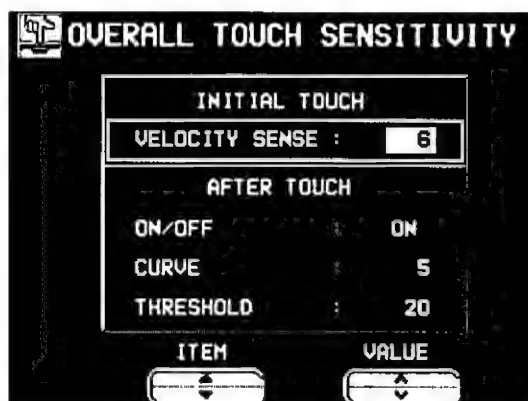 OVERALL TOUCH SENSITIVITY
INITIAL TOUCH
VELOCITY SENSE : 6
AFTER TOUCH
ON/OFF : ON
CURVE : 5
THRESHOLD : 20
ITEM VALUE